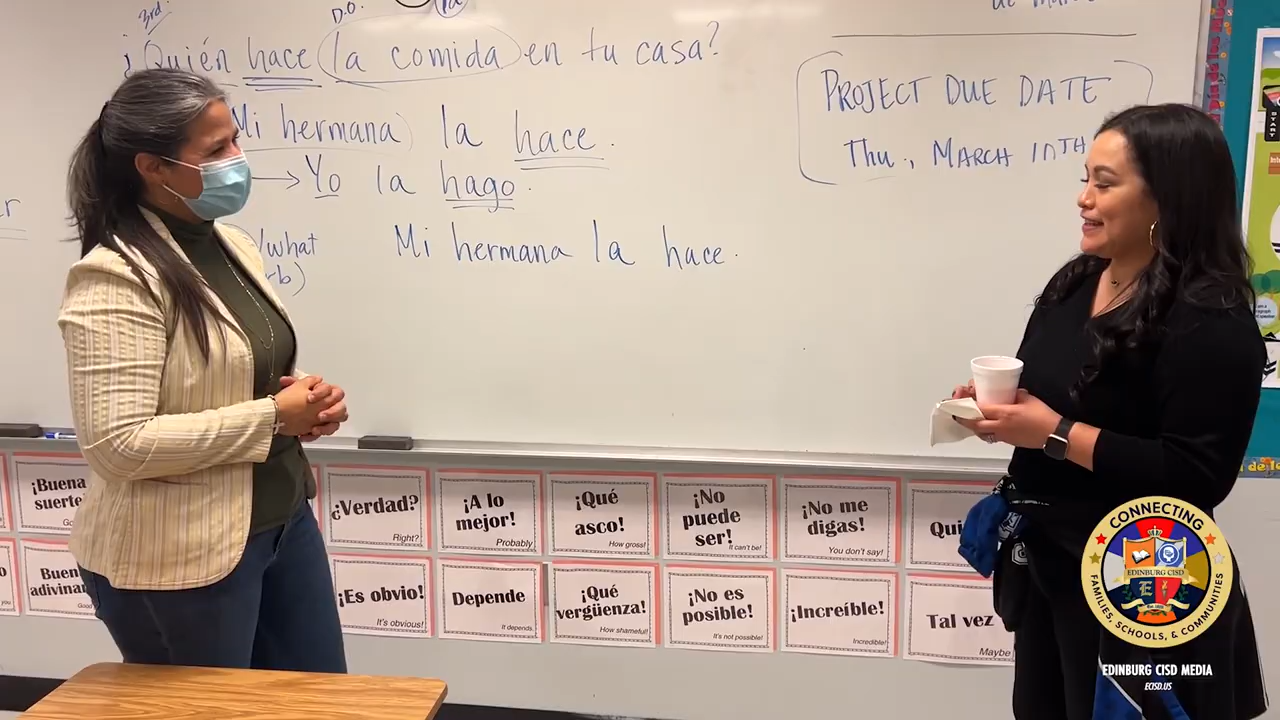 3rd.
D.O.
¿Quién hace la comida en tu casa?
Mi hermana la hace.
Yo la hago.
/what
Mi hermana la hace.
PROJECT DUE DATE
Thu., MARCH 10TH
¡Buena suerte
¿Verdad?
Right?
¡A lo mejor!
Probably
¡Qué asco!
How gross!
¡No puede ser!
It can't be!
¡No me digas!
You don't say!
¡Es obvio!
It's obvious!
Depende
It depends.
¡Qué vergüenza!
How shameful!
¡No es posible!
It's not possible!
¡Increíble!
Incredible!
Tal vez
Maybe
START
CONNECTING
FAMILIES, SCHOOLS, & COMMUNITIES
EDINBURG CISD
E
EDINBURG CISD MEDIA
ECISD.US